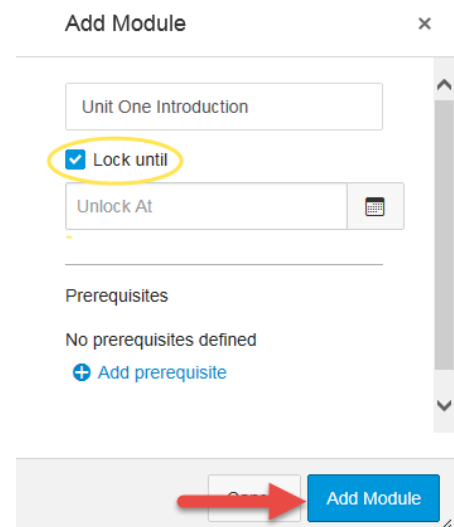 Add Module ×
Unit One Introduction
Lock until
Unlock At
Prerequisites
No prerequisites defined
Add prerequisite
Add Module